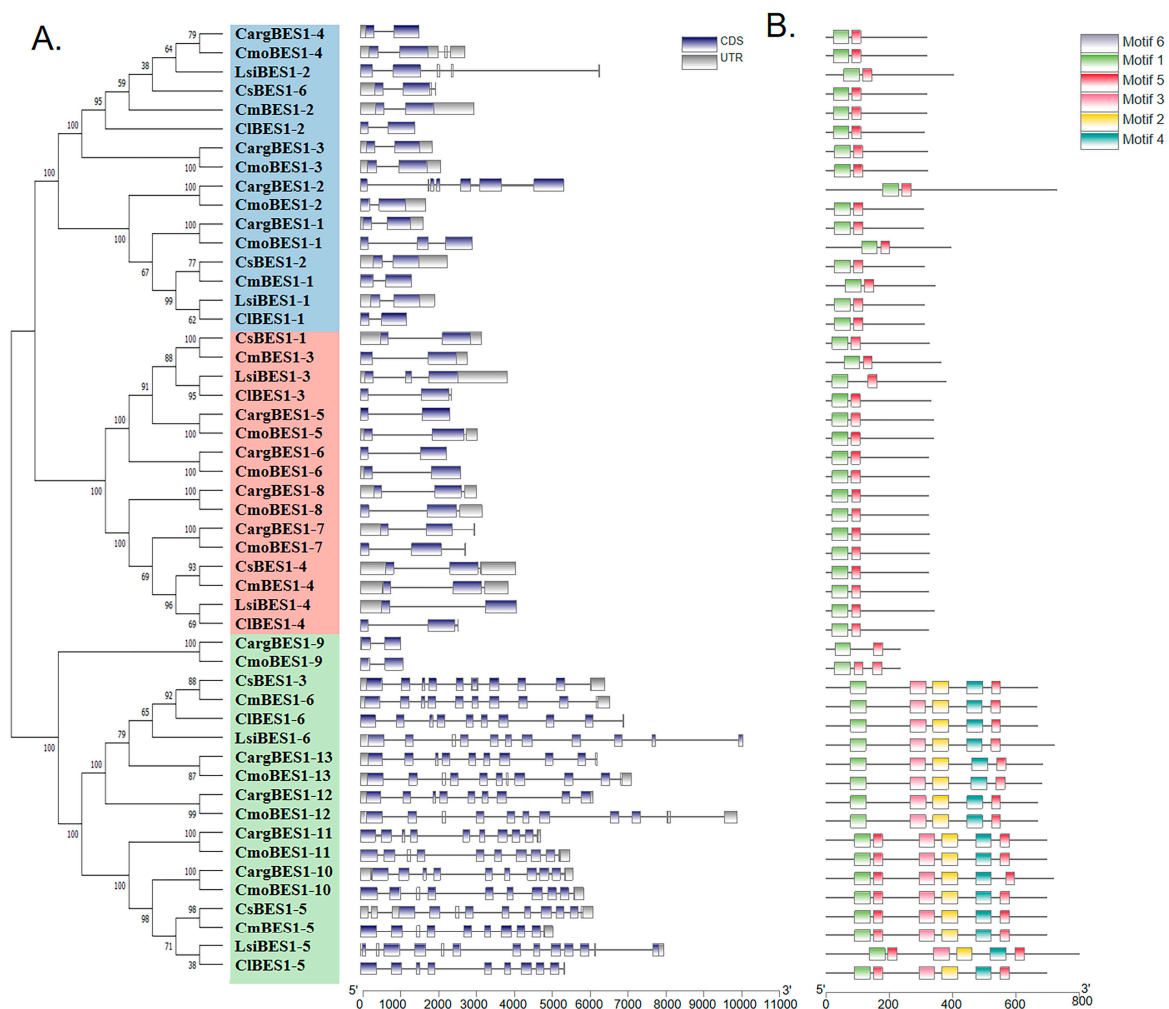 A.
B.
CDS
UTR
Motif 6
Motif 1
Motif 5
Motif 3
Motif 2
Motif 4
CargBES1-4
CmoBES1-4
LsiBES1-2
CsBES1-6
CmBES1-2
ClBES1-2
CargBES1-3
CmoBES1-3
CargBES1-2
CmoBES1-2
CargBES1-1
CmoBES1-1
CsBES1-2
CmBES1-1
LsiBES1-1
ClBES1-1
CsBES1-1
CmBES1-3
LsiBES1-3
ClBES1-3
CargBES1-5
CmoBES1-5
CargBES1-6
CmoBES1-6
CargBES1-8
CmoBES1-8
CargBES1-7
CmoBES1-7
CsBES1-4
CmBES1-4
LsiBES1-4
ClBES1-4
CargBES1-9
CmoBES1-9
CsBES1-3
CmBES1-6
ClBES1-6
LsiBES1-6
CargBES1-13
CmoBES1-13
CargBES1-12
CmoBES1-12
CargBES1-11
CmoBES1-11
CargBES1-10
CmoBES1-10
CsBES1-5
CmBES1-5
LsiBES1-5
ClBES1-5
79
64
38
59
95
100
100
100
100
100
100
67
77
99
62
100
88
91
95
100
100
100
100
100
100
100
69
93
96
69
100
100
88
92
65
79
87
100
99
100
100
100
98
98
71
38
5' 3'
0 1000 2000 3000 4000 5000 6000 7000 8000 9000 10000 11000
5' 3'
0 200 400 600 800